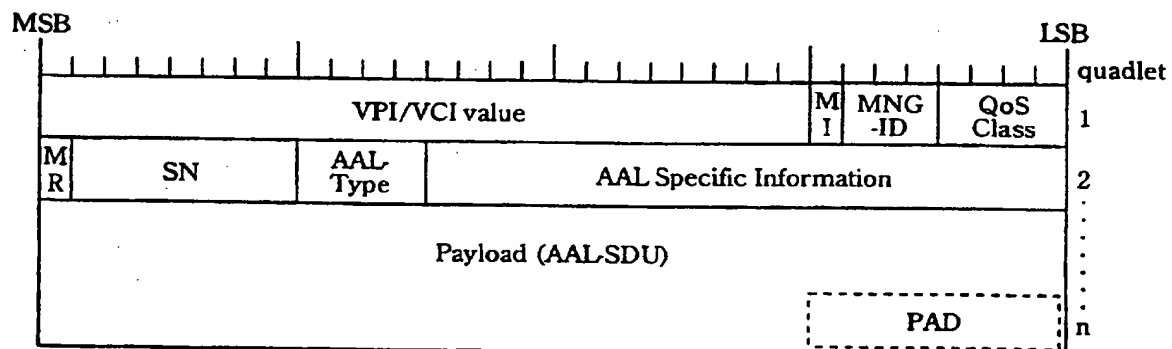 MSB LSB
quadlet
VPI/VCI value M I MNG -ID QoS Class 1
M R SN AAL- Type AAL Specific Information 2
Payload (AAL-SDU)
PAD n